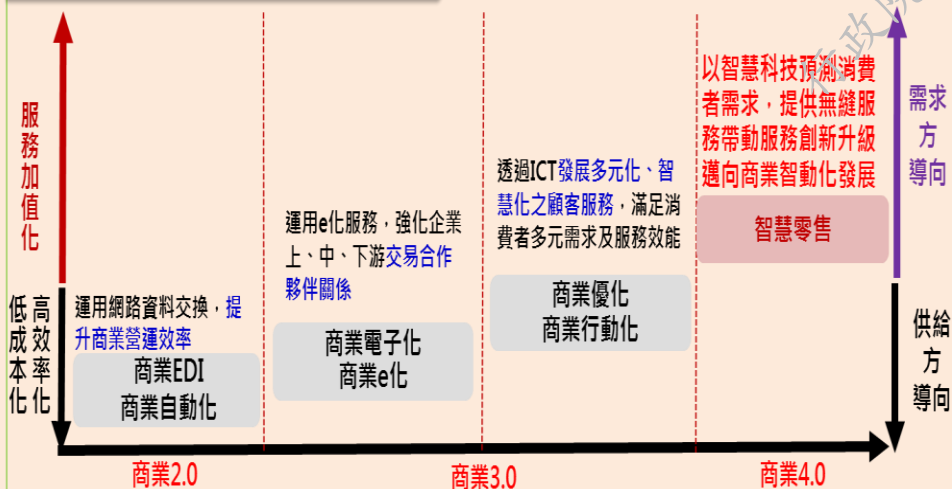 行政院
服務加值化
高效率化
低成本化
運用網路資料交換，提
升商業營運效率
商業EDI
商業自動化
運用e化服務，強化企業
上、中、下游交易合作
夥伴關係
商業電子化
商業e化
透過ICT發展多元化、智
慧化之顧客服務，滿足消
費者多元需求及服務效能
商業優化
商業行動化
以智慧科技預測消費
者需求，提供無縫服
務帶動服務創新升級
邁向商業智動化發展
智慧零售
需求
方
導向
供給
方
導向
商業2.0
商業3.0
商業4.0